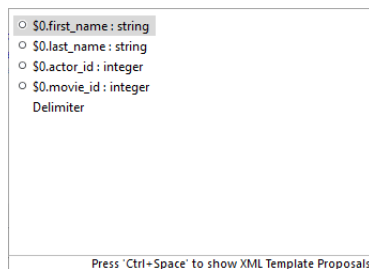 $0.first_name : string
$0.last_name : string
$0.actor_id : integer
$0.movie_id : integer
Delimiter
Press 'Ctrl+Space' to show XML Template Proposals